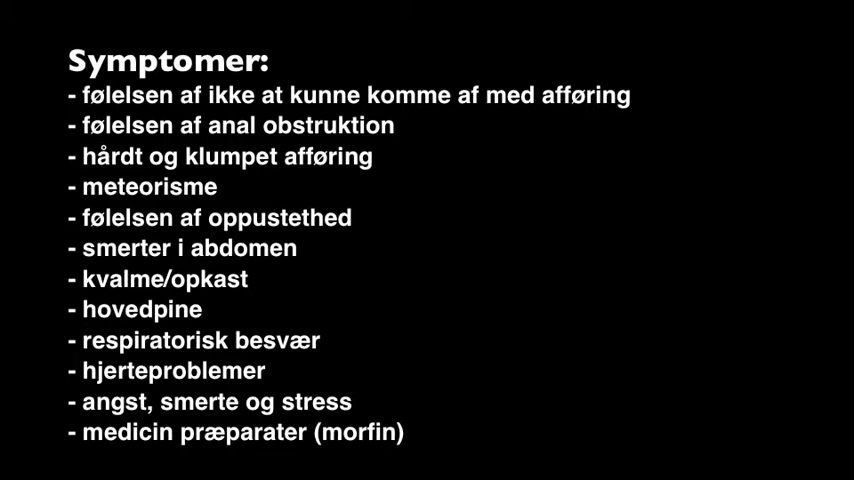 Symptomer:
- følelsen af ikke at kunne komme af med afføring
- følelsen af anal obstruktion
- hårdt og klumpet afføring
- meteorisme
- følelsen af oppustethed
- smerter i abdomen
- kvalme/opkast
- hovedpine
- respiratorisk besvær
- hjerteproblemer
- angst, smerte og stress
- medicin præparater (morfin)